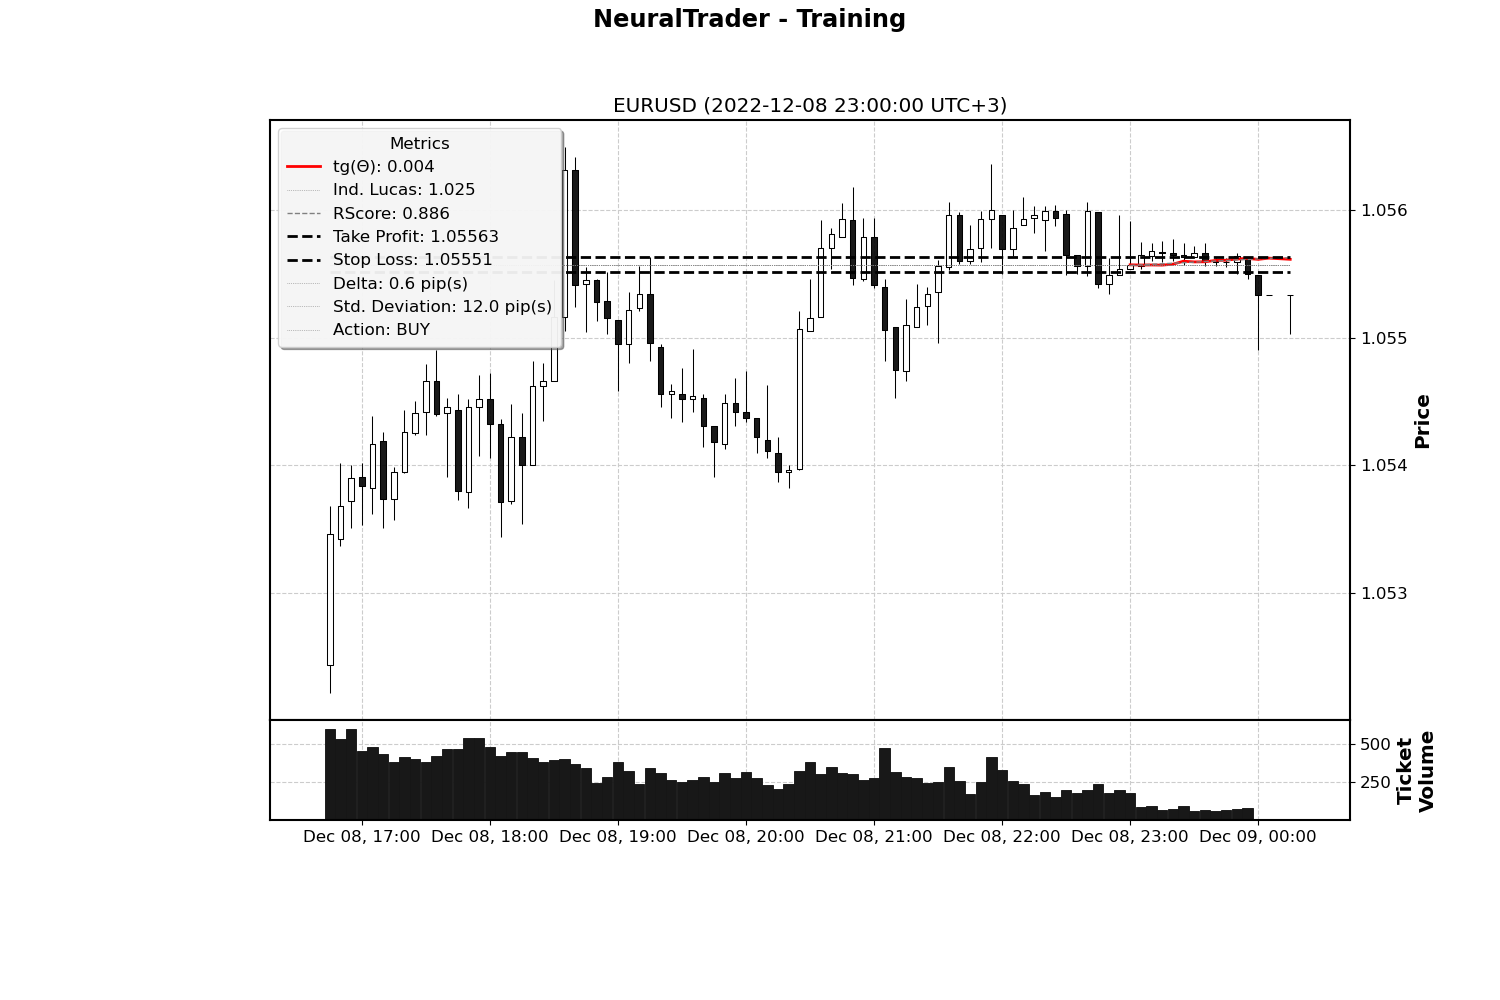 NeuralTrader - Training
EURUSD (2022-12-08 23:00:00 UTC+3)
Metrics
tg(Θ): 0.004
Ind. Lucas: 1.025
RScore: 0.886
Take Profit: 1.05563
Stop Loss: 1.05551
Delta: 0.6 pip(s)
Std. Deviation: 12.0 pip(s)
Action: BUY
1.056
1.055
1.054
1.053
Price
500
250
Ticket
Volume
Dec 08, 17:00 Dec 08, 18:00 Dec 08, 19:00 Dec 08, 20:00 Dec 08, 21:00 Dec 08, 22:00 Dec 08, 23:00 Dec 09, 00:00